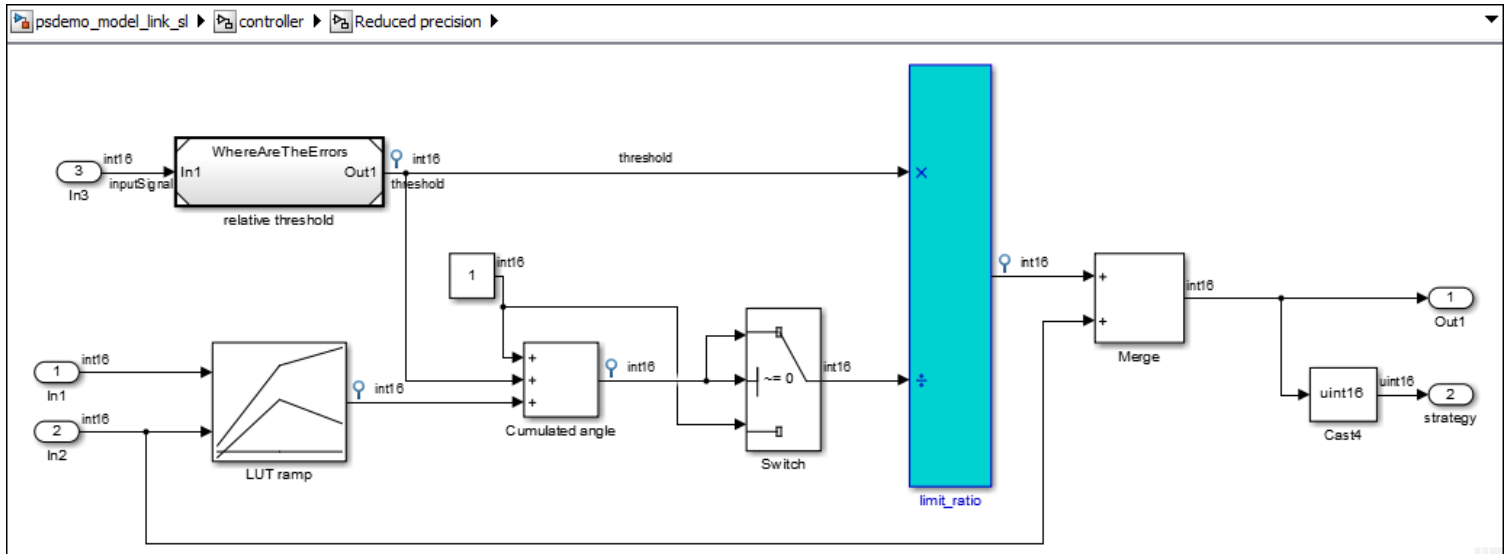 psdemo_model_link_sl controller Reduced precision
WhereAreTheErrors
int16
3
In3
inputSignal
In1
Out1
int16
threshold
threshold
relative threshold
×
1
int16
int16
1
In1
int16
2
In2
LUT ramp
int16
+
+
+
Cumulated angle
int16
~= 0
Switch
int16
÷
limit_ratio
int16
+
+
Merge
int16
1
Out1
uint16
Cast4
uint16
2
strategy